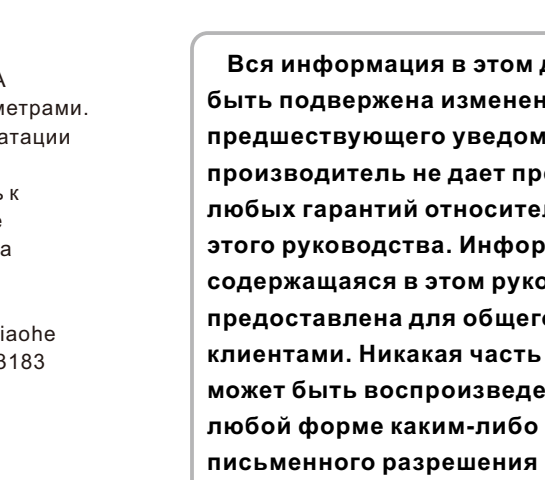 А
метрами.
атации
ь к
е
а
iaohe
3183
Вся информация в этом д
быть подвержена изменен
предшествующего уведом
производитель не дает пр
любых гарантий относите
этого руководства. Инфор
содержащаяся в этом руко
предоставлена для общег
клиентами. Никакая часть
может быть воспроизведе
любой форме каким-либо
письменного разрешения